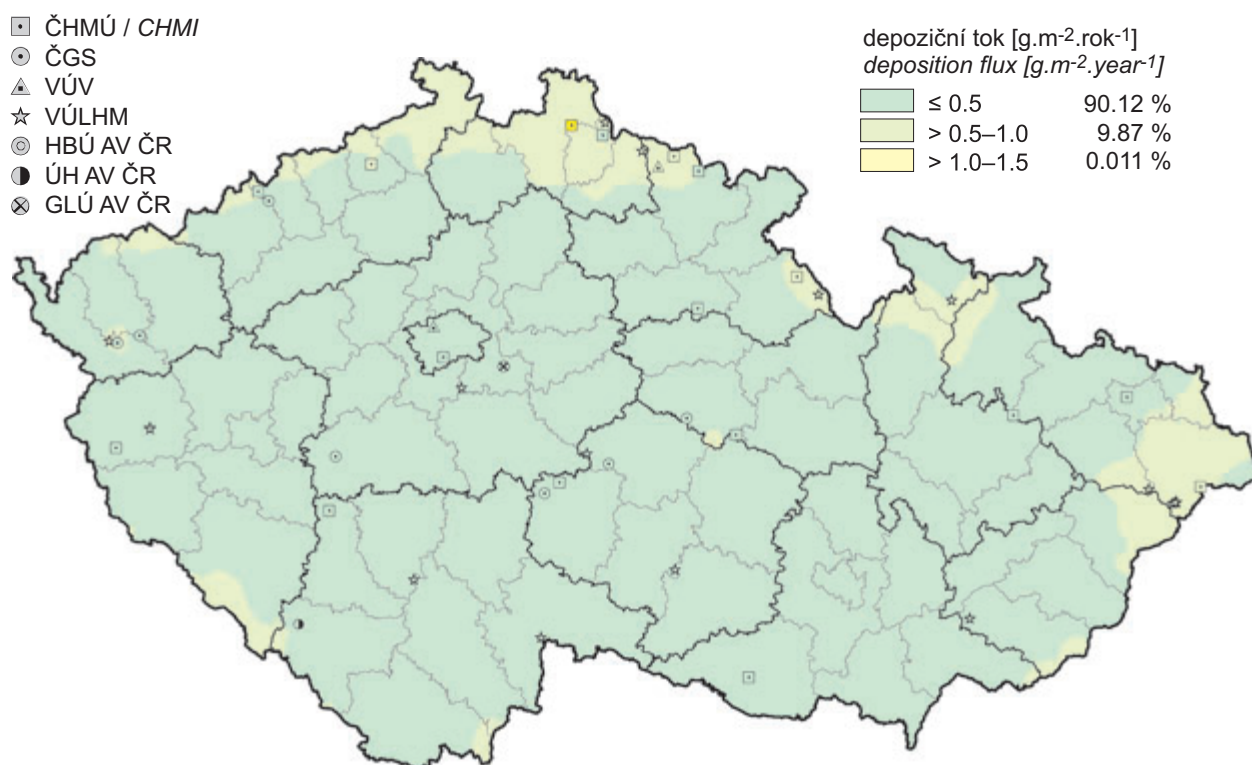 ČHMÚ / CHMI
ČGS
VÚV
VÚLHM
HBÚ AV ČR
ÚH AV ČR
GLÚ AV ČR
depoziční tok [g.m-2.rok-1]
deposition flux [g.m-2.year-1]
≤ 0.5 90.12 %
> 0.5–1.0 9.87 %
> 1.0–1.5 0.011 %